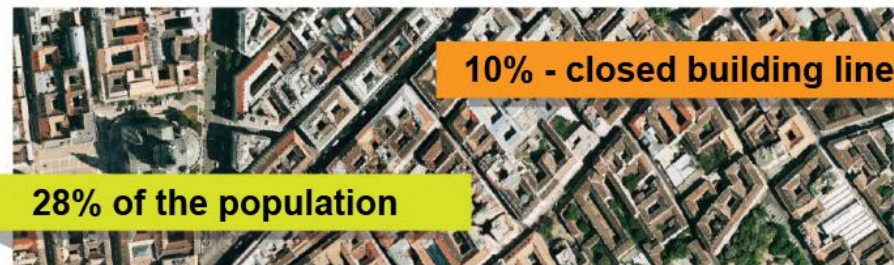 10% - closed building line
28% of the population